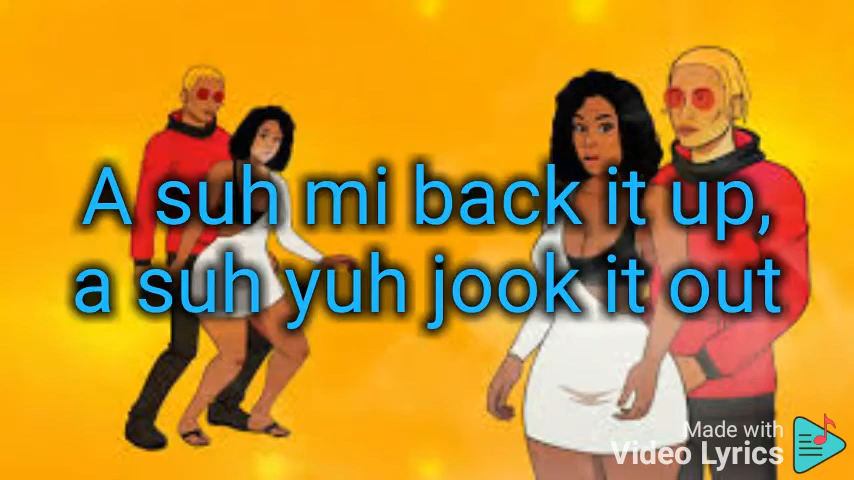 A suh mi back it up,
a suh yuh jook it out
Made with
Video Lyrics